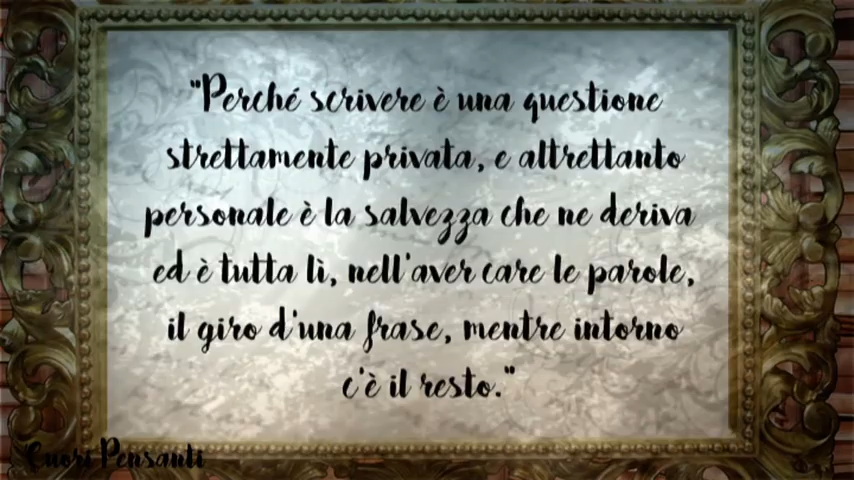 "Perché scrivere è una questione
strettamente privata, e altrettanto
personale è la salvezza che ne deriva
ed è tutta lì, nell'aver care le parole,
il giro d'una frase, mentre intorno
c'è il resto."
Cuori Pensanti